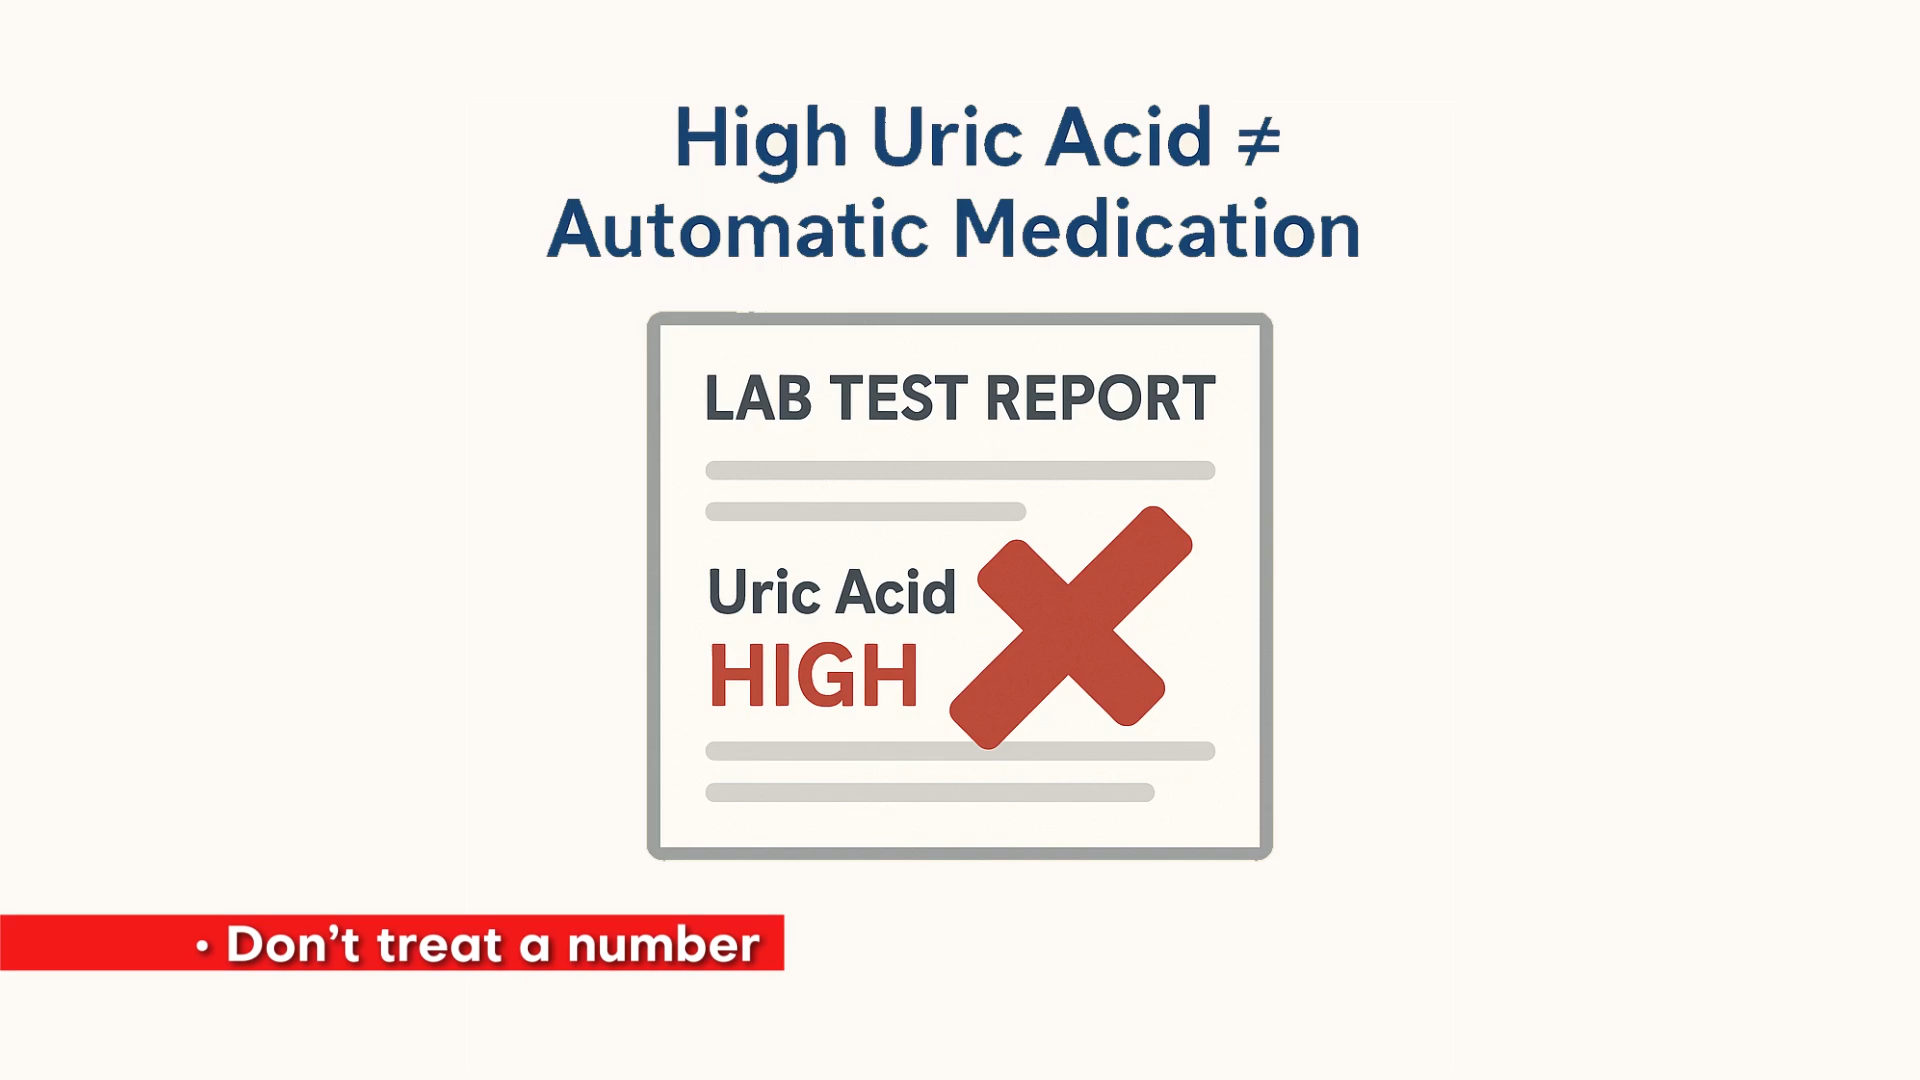 High Uric Acid ≠
Automatic Medication
LAB TEST REPORT
Uric Acid
HIGH
• Don’t treat a number